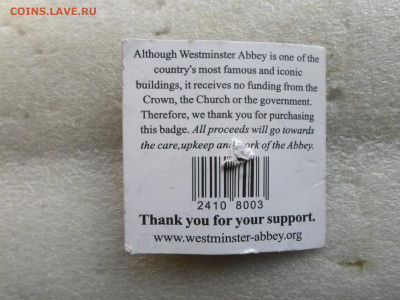 COINS.LAVE.RU
Although Westminster Abbey is one of the
country's most famous and iconic
buildings, it receives no funding from the
Crown, the Church or the government.
Therefore, we thank you for purchasing
this badge. All proceeds will go towards
the care,upkeep and work of the Abbey.
2410 8003
Thank you for your support.
www.westminster-abbey.org